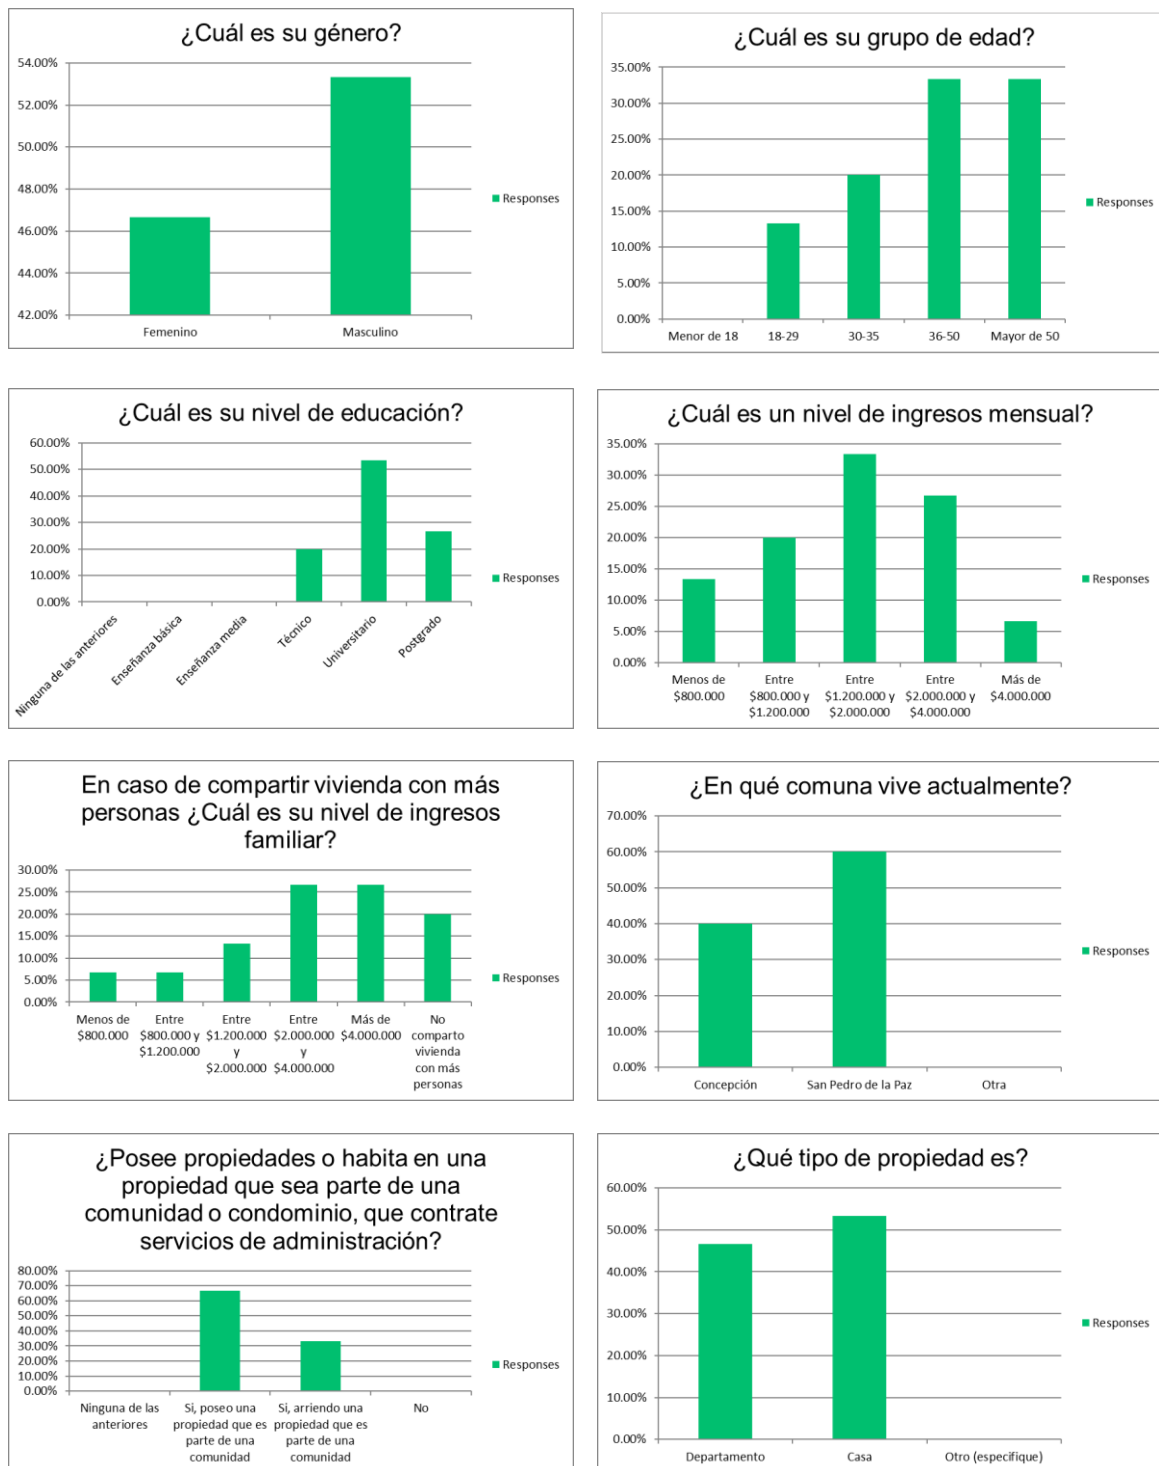 ¿Cuál es su género?
54.00%
52.00%
50.00%
48.00%
46.00%
44.00%
42.00%
Femenino
Masculino
Responses
¿Cuál es su grupo de edad?
35.00%
30.00%
25.00%
20.00%
15.00%
10.00%
5.00%
0.00%
Menor de 18
18-29
30-35
36-50
Mayor de 50
Responses
¿Cuál es su nivel de educación?
60.00%
50.00%
40.00%
30.00%
20.00%
10.00%
0.00%
Ninguna de las anteriores
Enseñanza básica
Enseñanza media
Técnico
Universitario
Postgrado
Responses
¿Cuál es un nivel de ingresos mensual?
35.00%
30.00%
25.00%
20.00%
15.00%
10.00%
5.00%
0.00%
Menos de
$800.000
Entre
$800.000 y
$1.200.000
Entre
$1.200.000 y
$2.000.000
Entre
$2.000.000 y
$4.000.000
Más de
$4.000.000
Responses
En caso de compartir vivienda con más
personas ¿Cuál es su nivel de ingresos
familiar?
30.00%
25.00%
20.00%
15.00%
10.00%
5.00%
0.00%
Menos de
$800.000
Entre
$800.000 y
$1.200.000
Entre
$1.200.000
y
$2.000.000
Entre
$2.000.000
y
$4.000.000
Más de
$4.000.000
No
comparto
vivienda
con más
personas
Responses
¿En qué comuna vive actualmente?
70.00%
60.00%
50.00%
40.00%
30.00%
20.00%
10.00%
0.00%
Concepción
San Pedro de la Paz
Otra
Responses
¿Posee propiedades o habita en una
propiedad que sea parte de una
comunidad o condominio, que contrate
servicios de administración?
80.00%
70.00%
60.00%
50.00%
40.00%
30.00%
20.00%
10.00%
0.00%
Ninguna de las
anteriores
Si, poseo una
propiedad que es
parte de una
comunidad
Si, arriendo una
propiedad que es
parte de una
comunidad
No
Responses
¿Qué tipo de propiedad es?
60.00%
50.00%
40.00%
30.00%
20.00%
10.00%
0.00%
Departamento
Casa
Otro (especifique)
Responses